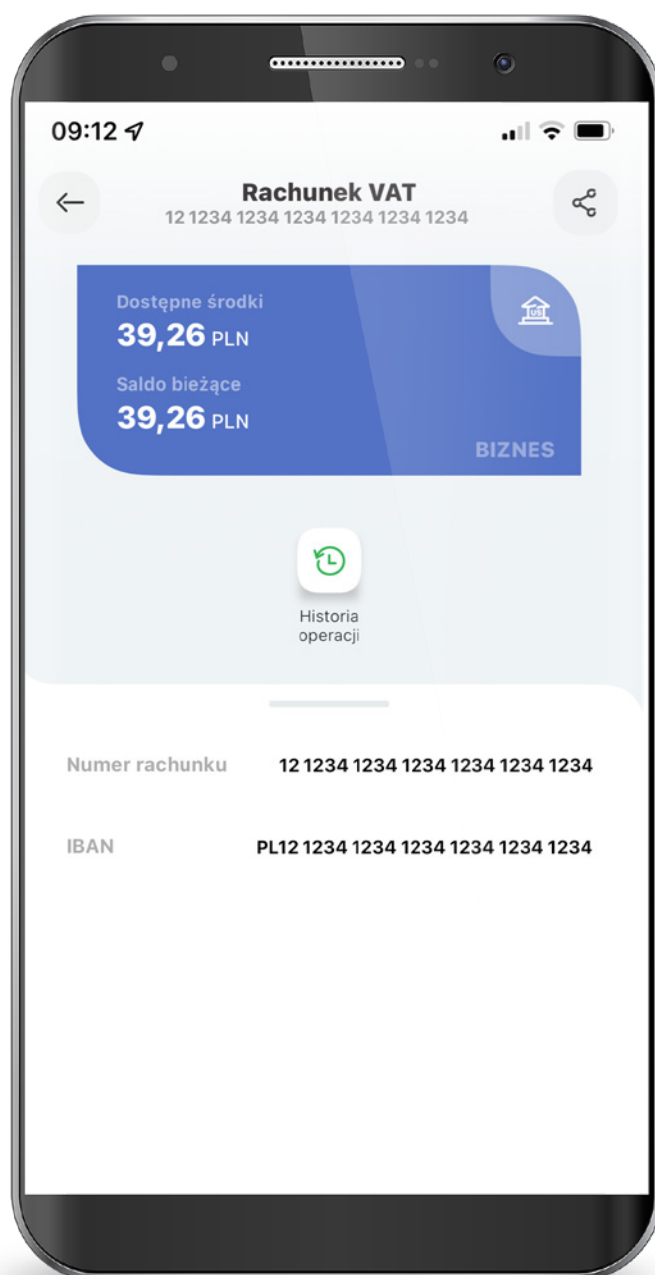 09:12
Rachunek VAT
12 1234 1234 1234 1234 1234 1234
Dostępne środki
39,26 PLN
US
Saldo bieżące
39,26 PLN
BIZNES
Historia
operacji
Numer rachunku 12 1234 1234 1234 1234 1234 1234
IBAN PL12 1234 1234 1234 1234 1234 1234